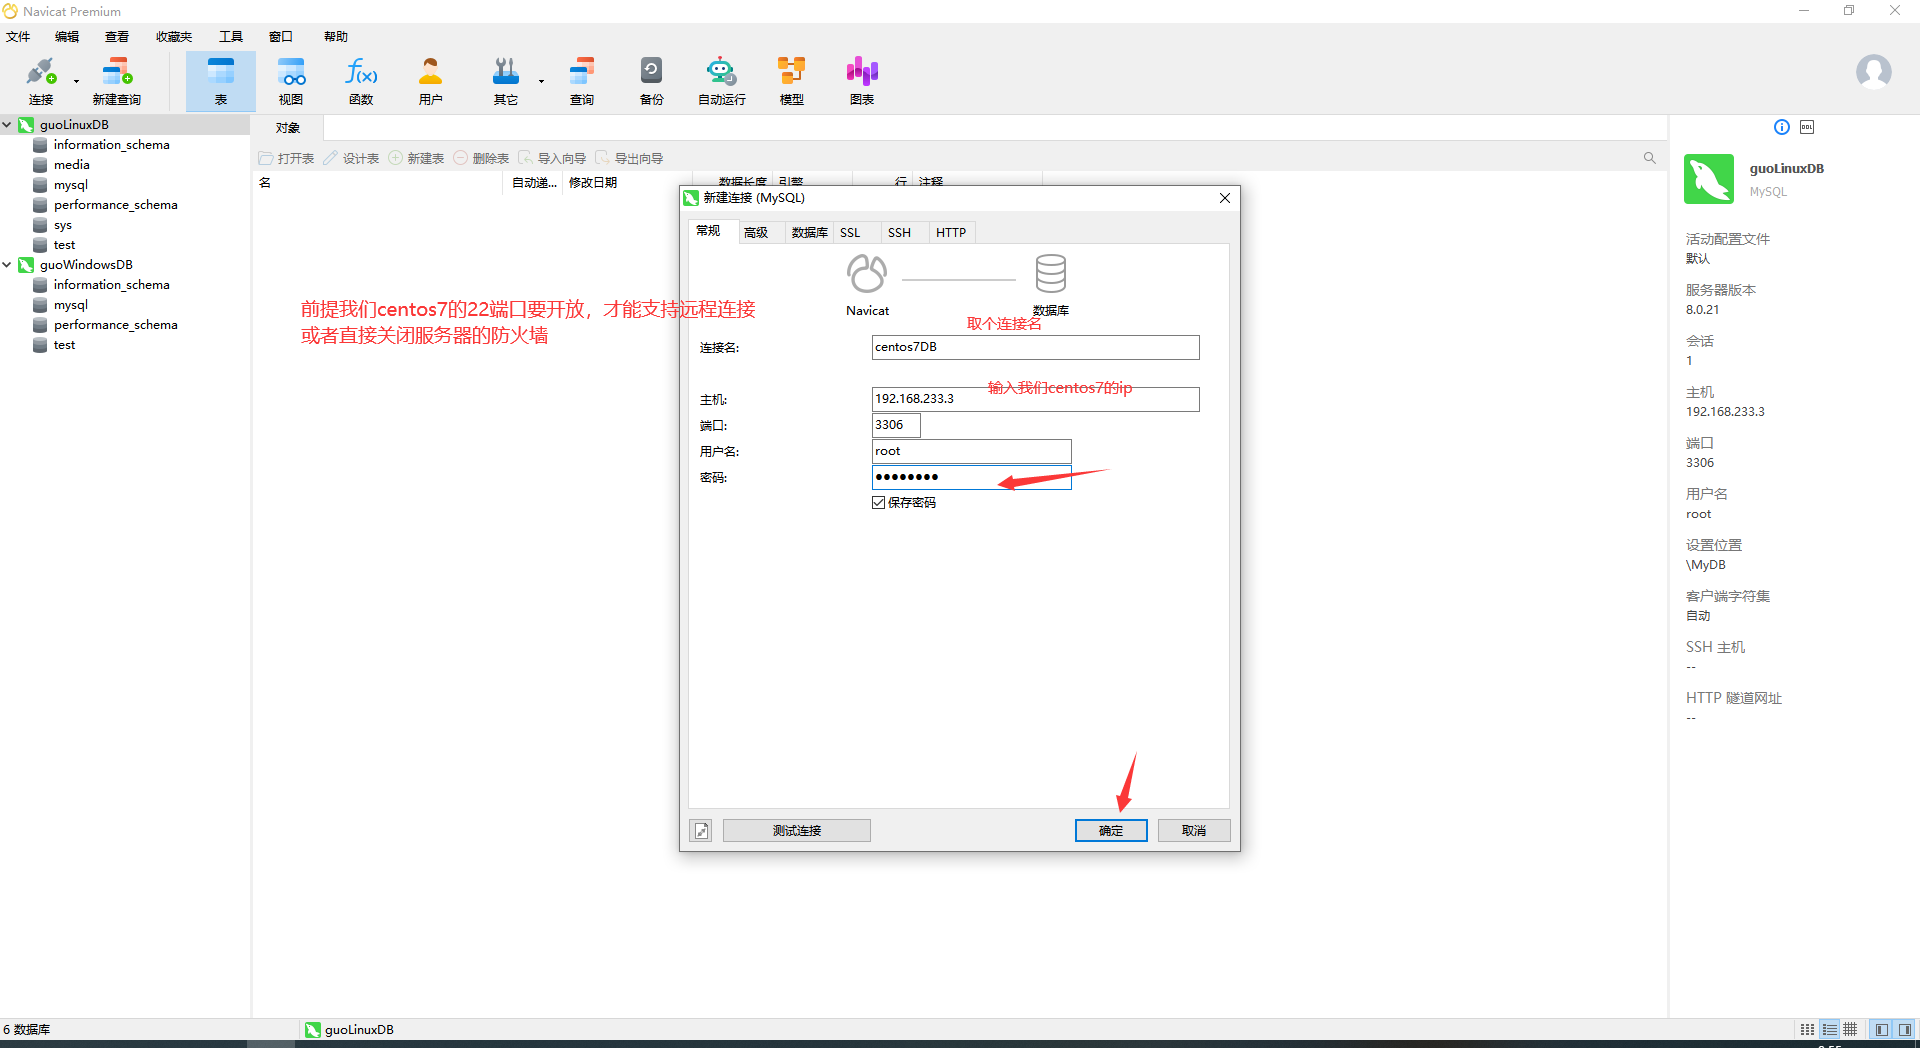 Navicat Premium
文件 编辑 查看 收藏夹 工具 窗口 帮助
连接 新建查询 表 视图 函数 用户 其它 查询 备份 自动运行 模型 图表
guoLinuxDB
information_schema
media
mysql
performance_schema
sys
test
guoWindowsDB
information_schema
mysql
performance_schema
test
对象
打开表 设计表 新建表 删除表 导入向导 导出向导
名 自动递... 修改日期 数据长度 引擎 行 注释
前提我们centos7的22端口要开放，才能支持远程连接
或者直接关闭服务器的防火墙
新建连接 (MySQL)
常规 高级 数据库 SSL SSH HTTP
Navicat 数据库
取个连接名
连接名: centos7DB
输入我们centos7的ip
主机: 192.168.233.3
端口: 3306
用户名: root
密码: ●●●●●●●●
保存密码
测试连接 确定 取消
guoLinuxDB
MySQL
活动配置文件
默认
服务器版本
8.0.21
会话
1
主机
192.168.233.3
端口
3306
用户名
root
设置位置
\MyDB
客户端字符集
自动
SSH 主机
--
HTTP 隧道网址
--
6 数据库 guoLinuxDB